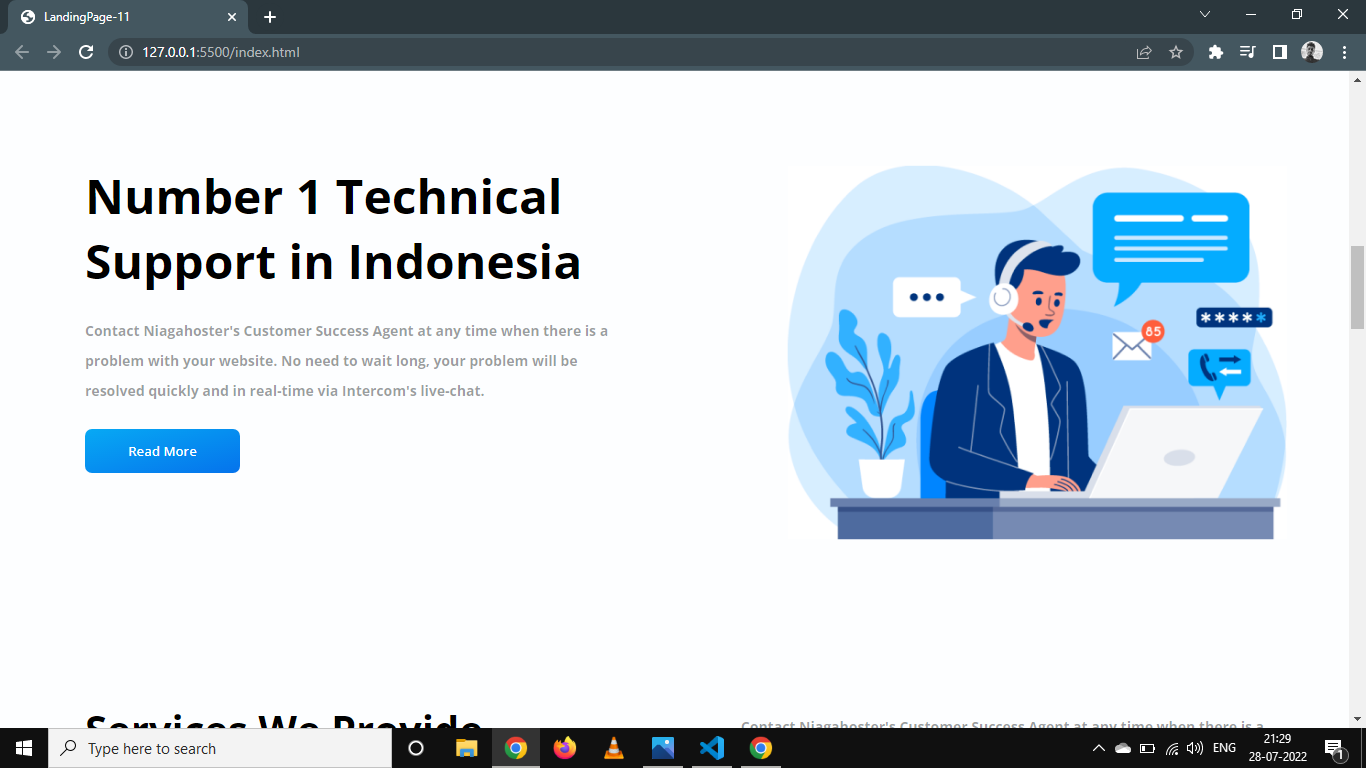 LandingPage-11
127.0.0.1:5500/index.html
Number 1 Technical
Support in Indonesia
Contact Niagahoster's Customer Success Agent at any time when there is a
problem with your website. No need to wait long, your problem will be
resolved quickly and in real-time via Intercom's live-chat.
Read More
85
*****
Services We Provide
Contact Niagahoster's Customer Success Agent at any time when there is a
Type here to search
ENG
21:29
28-07-2022
1